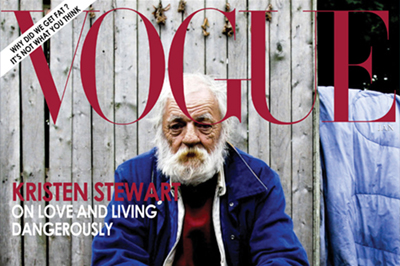 WHY DID WE GET FAT?
IT'S NOT WHAT YOU THINK
VOGUE
KRISTEN STEWART
ON LOVE AND LIVING
DANGEROUSLY